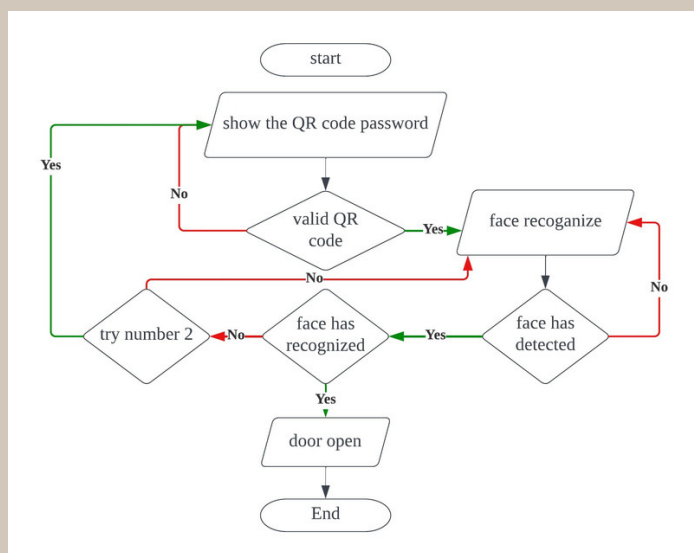 start
show the QR code password
Yes
No
valid QR
code
Yes
face recoganize
No
No
try number 2
No
face has
recognized
Yes
face has
detected
Yes
door open
End